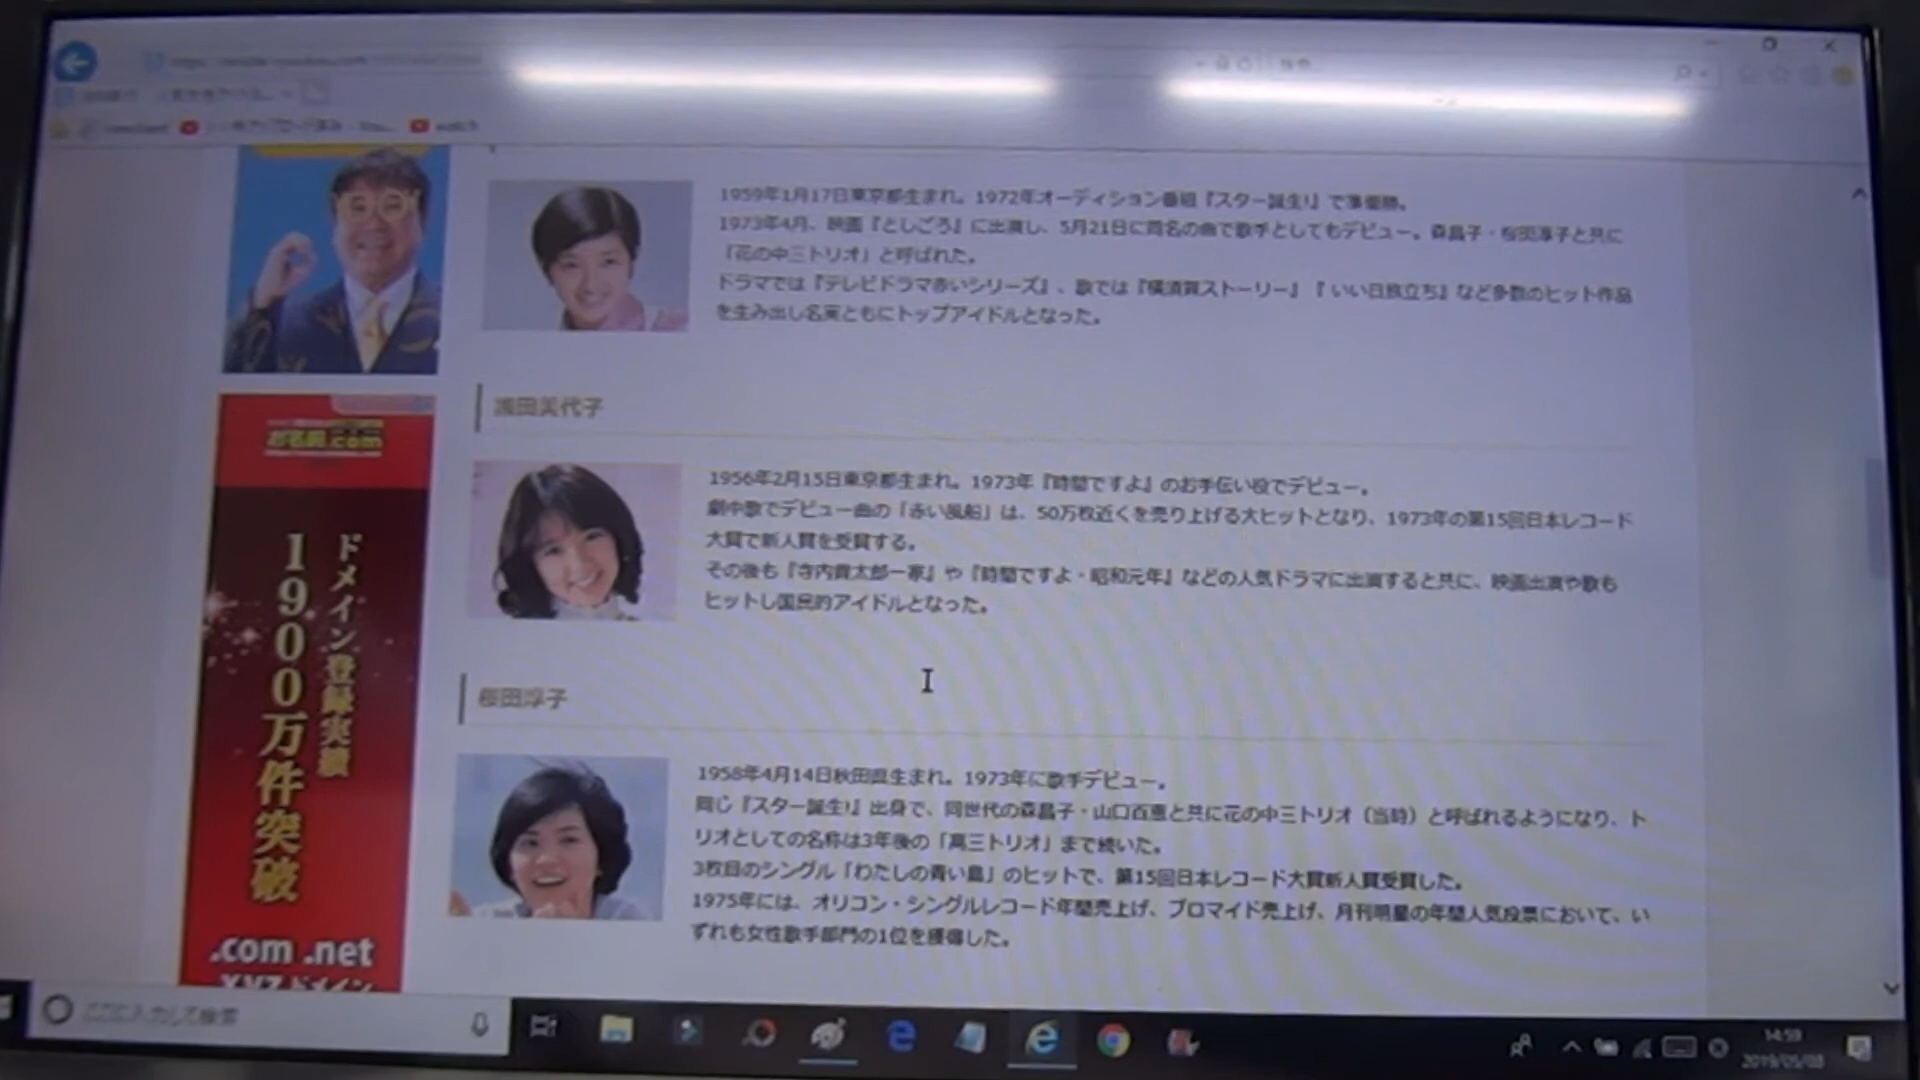 1959年1月17日東京都生まれ。1972年オーディション番組『スター誕生!』で準優勝。
1973年4月、映画『としごろ』に出演し、5月21日に同名の曲で歌手としてもデビュー。森昌子・桜田淳子と共に
「花の中三トリオ」と呼ばれた。
ドラマでは『テレビドラマ赤いシリーズ』、歌では『横須賀ストーリー』『いい日旅立ち』など多数のヒット作品
を生み出し名実ともにトップアイドルとなった。
浅田美代子
1956年2月15日東京都生まれ。1973年『時間ですよ』のお手伝い役でデビュー。
劇中歌でデビュー曲の「赤い風船」は、50万枚近くを売り上げる大ヒットとなり、1973年の第15回日本レコード
大賞で新人賞を受賞する。
その後も『寺内貫太郎一家』や『時間ですよ・昭和元年』などの人気ドラマに出演すると共に、映画出演や歌も
ヒットし国民的アイドルとなった。
桜田淳子
1958年4月14日秋田県生まれ。1973年に歌手デビュー。
同じ『スター誕生!』出身で、同世代の森昌子・山口百恵と共に花の中三トリオ（当時）と呼ばれるようになり、ト
リオとしての名称は3年後の「高三トリオ」まで続いた。
3枚目のシングル「わたしの青い鳥」のヒットで、第15回日本レコード大賞新人賞受賞した。
1975年には、オリコン・シングルレコード年間売上げ、ブロマイド売上げ、月刊明星の年間人気投票において、い
ずれも女性歌手部門の1位を獲得した。
お名前.com
ドメイン登録実績
1900万件突破
.com .net
.XYZドメイン
ここに入力して検索
14:59
2019/05/08